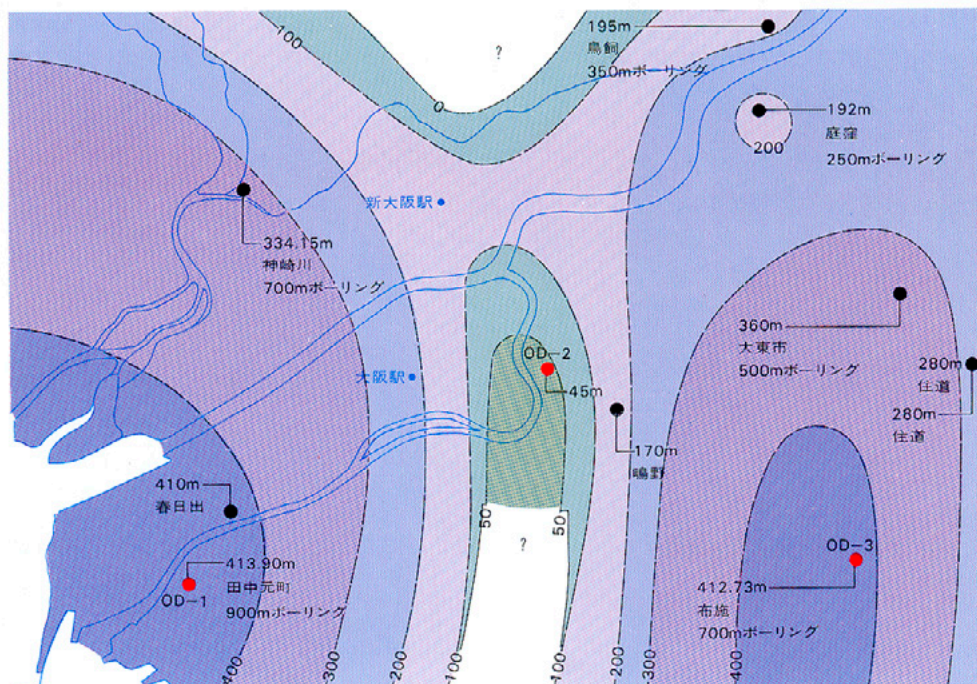 100
?
0
195m
鳥飼
350mボーリング
192m
庭窪
250mボーリング
200
新大阪駅
334.15m
神崎川
700mボーリング
360m
大東市
500mボーリング
OD-2
大阪駅
45m
280m
住道
280m
住道
170m
鴫野
410m
春日出
50
50
?
OD-3
413.90m
田中元町
900mボーリング
OD-1
412.73m
布施
700mボーリング
-400
-300
-200
-100
-100
-200
-300
-400